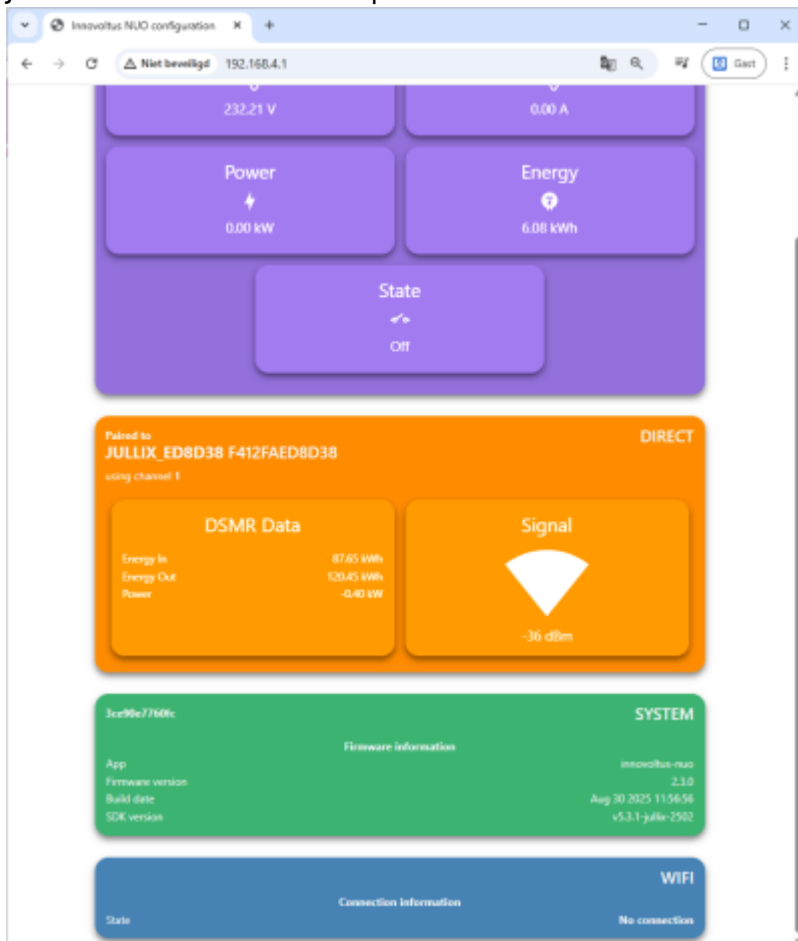 Innovoltus NUO configuration
Niet beveiligd 192.168.4.1
Gast
232.21 V
0.00 A
Power
0.00 kW
Energy
6.08 kWh
State
Off
Paired to
DIRECT
JULLIX_ED8D38 F412FAED8D38
using channel 1
DSMR Data
Energy In 87.65 kWh
Energy Out 120.45 kWh
Power -0.40 kW
Signal
-36 dBm
3ce90e7760fc
SYSTEM
Firmware information
App innovoltus-nuo
Firmware version 2.3.0
Build date Aug 30 2025 11:56:56
SDK version v5.3.1-jullix-2502
WIFI
Connection information
State No connection